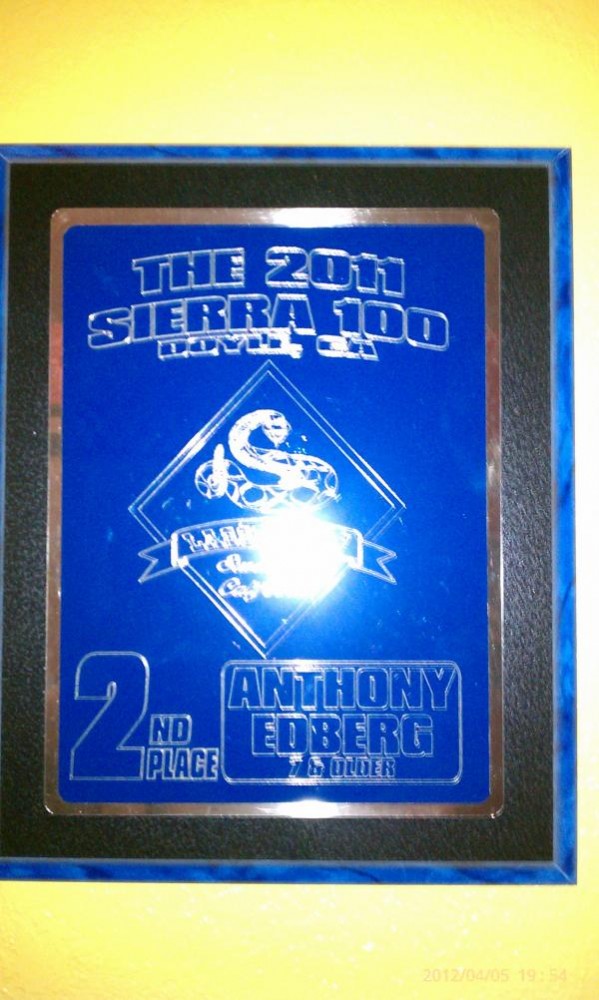 THE 2011
SIERRA 100
DOYLE, CA
2ND
PLACE
ANTHONY
EDBERG
7 & OLDER
2012/04/05 19:54